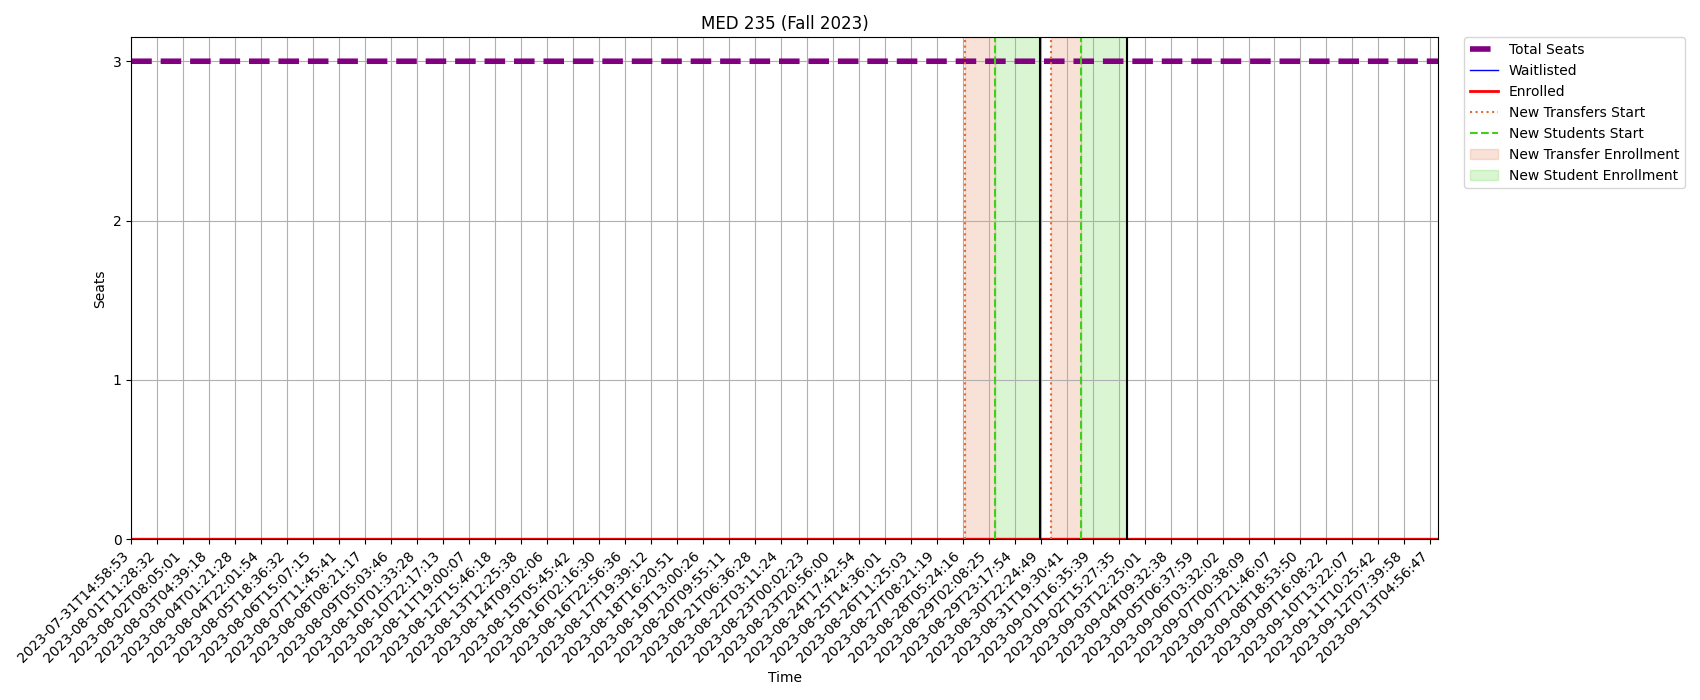 MED 235 (Fall 2023)
Total Seats
Waitlisted
Enrolled
New Transfers Start
New Students Start
New Transfer Enrollment
New Student Enrollment
Seats
3
2
1
0
2023-07-31T14:58:53
2023-08-01T11:28:32
2023-08-02T08:05:01
2023-08-03T04:39:18
2023-08-04T01:21:28
2023-08-04T22:01:54
2023-08-05T18:36:32
2023-08-06T15:07:15
2023-08-07T11:45:41
2023-08-08T08:21:17
2023-08-09T05:03:46
2023-08-10T01:33:28
2023-08-10T22:17:13
2023-08-11T19:00:07
2023-08-12T15:46:18
2023-08-13T12:25:38
2023-08-14T09:02:06
2023-08-15T05:45:42
2023-08-16T02:16:30
2023-08-16T22:56:36
2023-08-17T19:39:12
2023-08-18T16:20:51
2023-08-19T13:00:26
2023-08-20T09:55:11
2023-08-21T06:36:28
2023-08-22T03:11:24
2023-08-23T00:02:23
2023-08-23T20:56:00
2023-08-24T17:42:54
2023-08-25T14:36:01
2023-08-26T11:25:03
2023-08-27T08:21:19
2023-08-28T05:24:16
2023-08-29T02:08:25
2023-08-29T23:17:54
2023-08-30T22:24:49
2023-08-31T19:30:41
2023-09-01T16:35:39
2023-09-02T15:27:35
2023-09-03T12:25:01
2023-09-04T09:32:38
2023-09-05T06:37:59
2023-09-06T03:32:02
2023-09-07T00:38:09
2023-09-07T21:46:07
2023-09-08T18:53:50
2023-09-09T16:08:22
2023-09-10T13:22:07
2023-09-11T10:25:42
2023-09-12T07:39:58
2023-09-13T04:56:47
Time